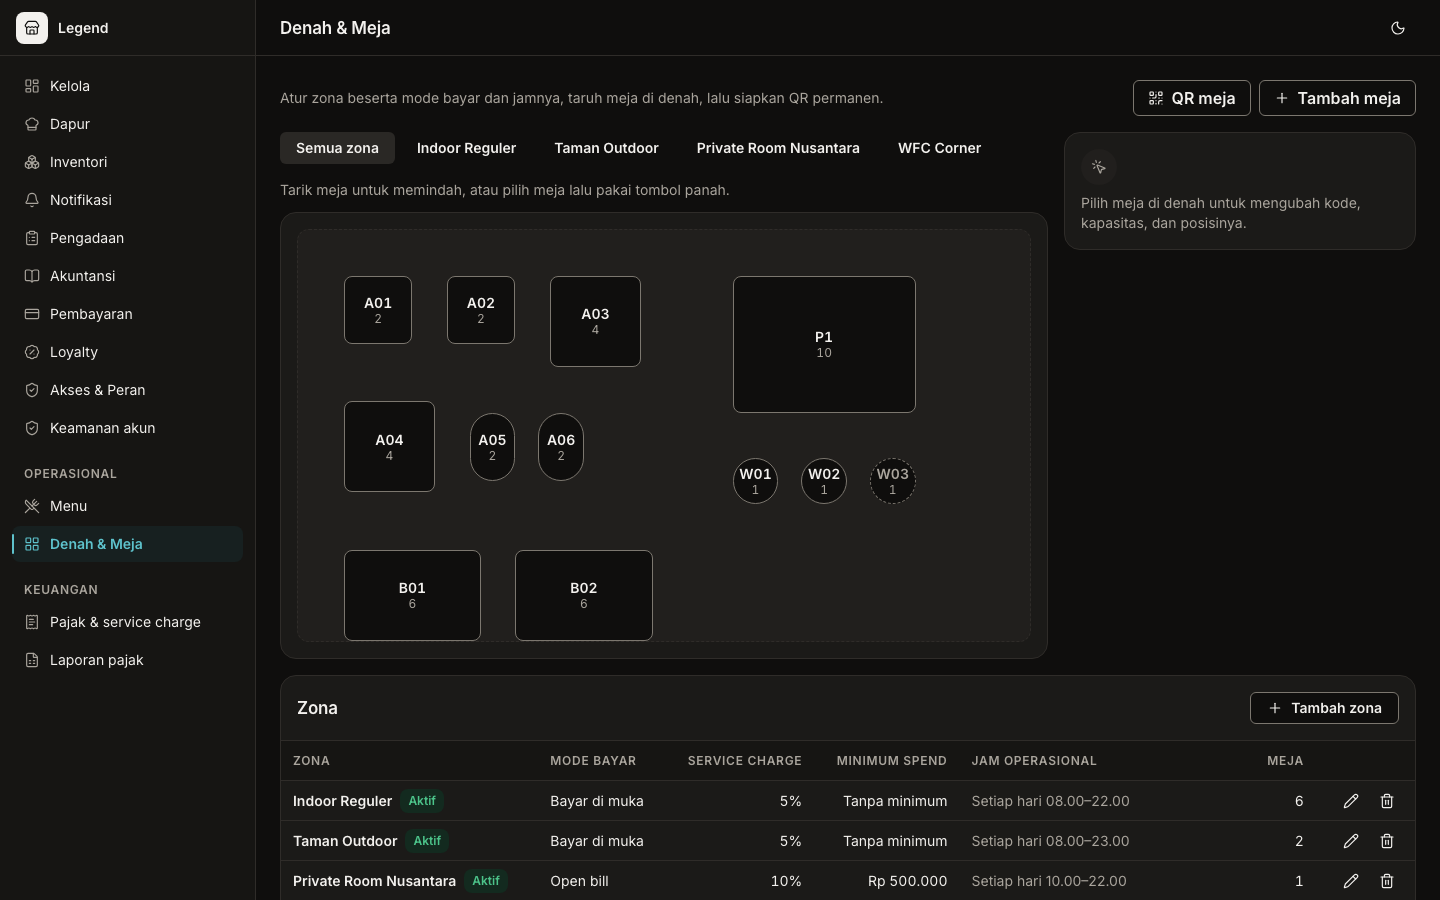 Legend
Denah & Meja
Kelola
Dapur
Inventori
Notifikasi
Pengadaan
Akuntansi
Pembayaran
Loyalty
Akses & Peran
Keamanan akun
OPERASIONAL
Menu
Denah & Meja
KEUANGAN
Pajak & service charge
Laporan pajak
Atur zona beserta mode bayar dan jamnya, taruh meja di denah, lalu siapkan QR permanen.
QR meja
Tambah meja
Semua zona
Indoor Reguler
Taman Outdoor
Private Room Nusantara
WFC Corner
Tarik meja untuk memindah, atau pilih meja lalu pakai tombol panah.
Pilih meja di denah untuk mengubah kode,
kapasitas, dan posisinya.
A01
2
A02
2
A03
4
P1
10
A04
4
A05
2
A06
2
W01
1
W02
1
W03
1
B01
6
B02
6
Zona
Tambah zona
ZONA MODE BAYAR SERVICE CHARGE MINIMUM SPEND JAM OPERASIONAL MEJA
Indoor Reguler Aktif Bayar di muka 5% Tanpa minimum Setiap hari 08.00–22.00 6
Taman Outdoor Aktif Bayar di muka 5% Tanpa minimum Setiap hari 08.00–23.00 2
Private Room Nusantara Aktif Open bill 10% Rp 500.000 Setiap hari 10.00–22.00 1